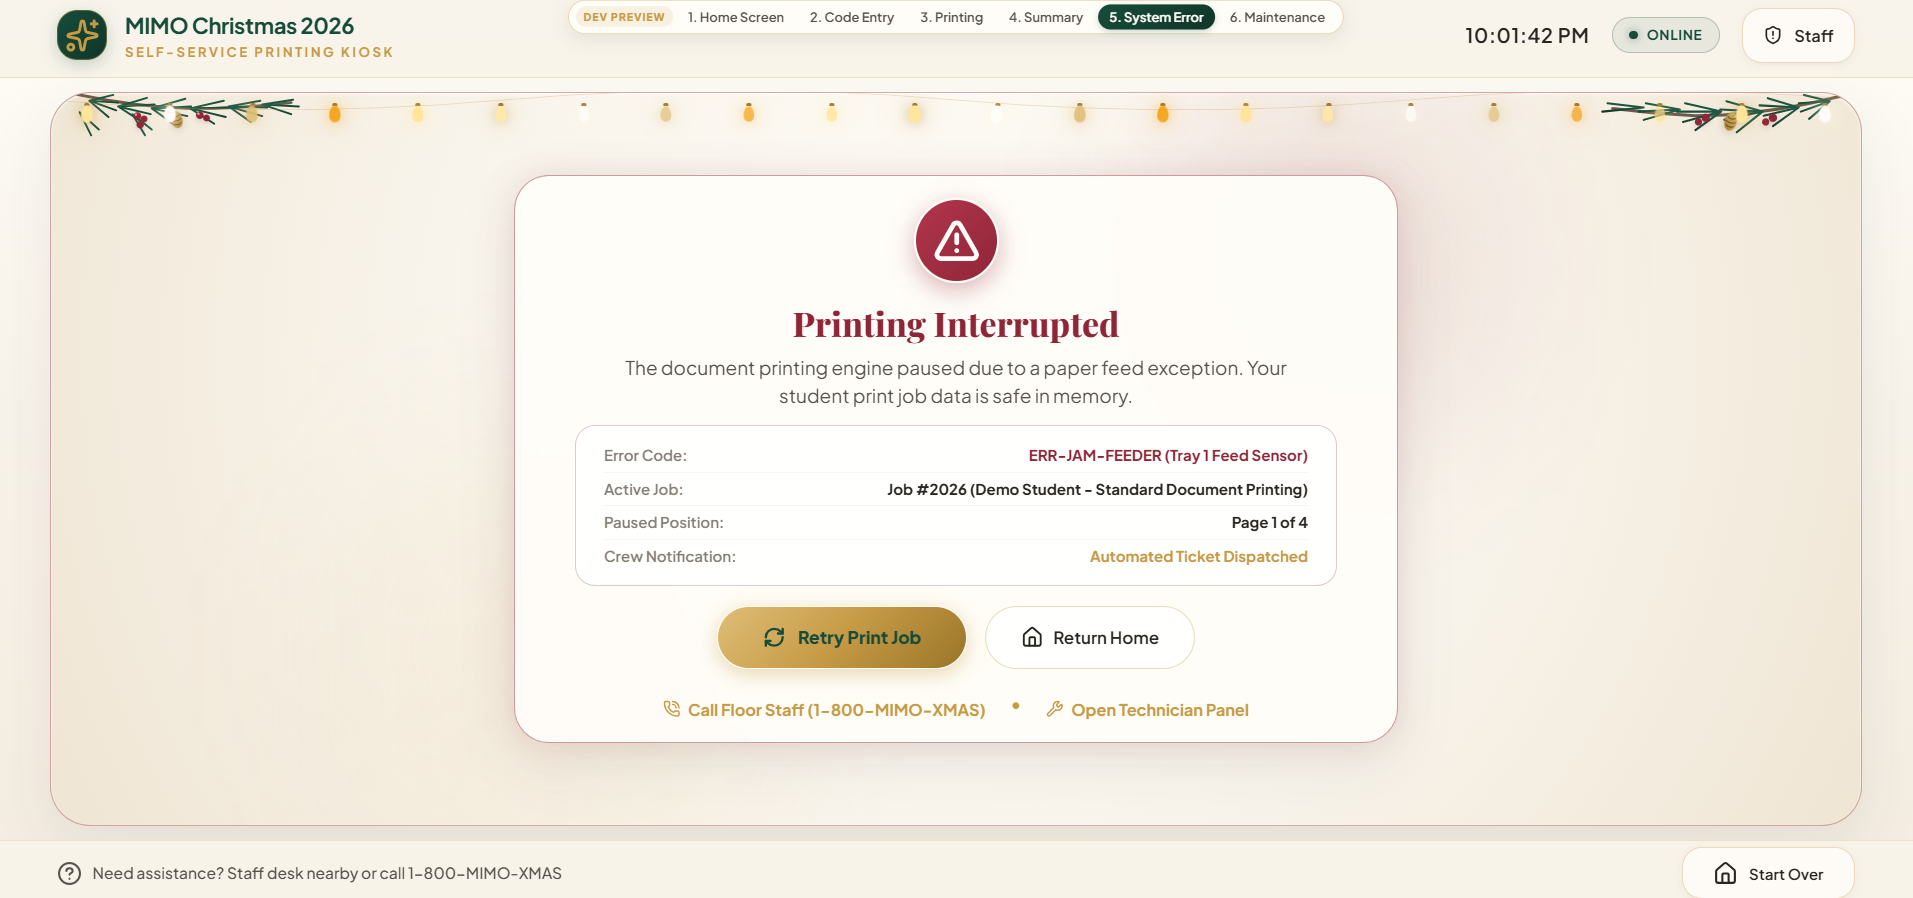 MIMO Christmas 2026
SELF-SERVICE PRINTING KIOSK
DEV PREVIEW 1. Home Screen 2. Code Entry 3. Printing 4. Summary 5. System Error 6. Maintenance
10:01:42 PM
ONLINE
Staff
Printing Interrupted
The document printing engine paused due to a paper feed exception. Your
student print job data is safe in memory.
Error Code: ERR-JAM-FEEDER (Tray 1 Feed Sensor)
Active Job: Job #2026 (Demo Student - Standard Document Printing)
Paused Position: Page 1 of 4
Crew Notification: Automated Ticket Dispatched
Retry Print Job
Return Home
Call Floor Staff (1-800-MIMO-XMAS) • Open Technician Panel
Need assistance? Staff desk nearby or call 1-800-MIMO-XMAS
Start Over